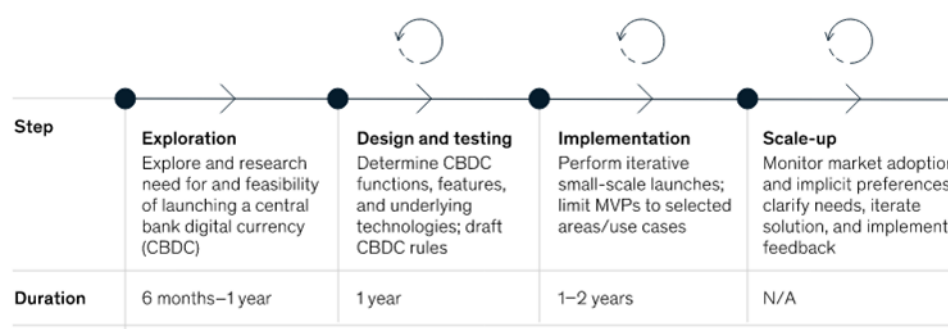 Step
Exploration
Explore and research
need for and feasibility
of launching a central
bank digital currency
(CBDC)
Design and testing
Determine CBDC
functions, features,
and underlying
technologies; draft
CBDC rules
Implementation
Perform iterative
small-scale launches;
limit MVPs to selected
areas/use cases
Scale-up
Monitor market adoption
and implicit preferences
clarify needs, iterate
solution, and implement
feedback
Duration
6 months–1 year
1 year
1–2 years
N/A